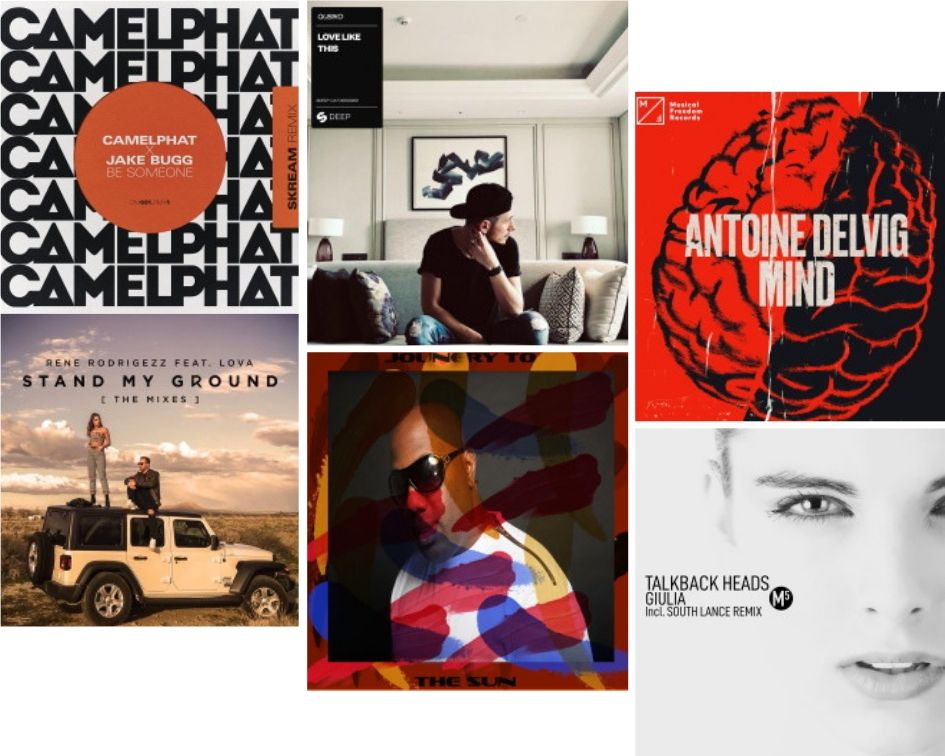 CAMELPHAT
CAMELPHAT
CAMELPHAT
CAMELPHAT
CAMELPHAT
CAMELPHAT
CAMELPHAT
CAMELPHAT
X
JAKE BUGG
BE SOMEONE
SKREAM REMIX
QUBIKO
LOVE LIKE
THIS
DEEP
M
Musical
Freedom
Records
ANTOINE DELVIG
MIND
RENE RODRIGEZZ FEAT. LOVA
STAND MY GROUND
[ THE MIXES ]
JOUNERY TO
THE SUN
TALKBACK HEADS
GIULIA
Incl. SOUTH LANCE REMIX
M5